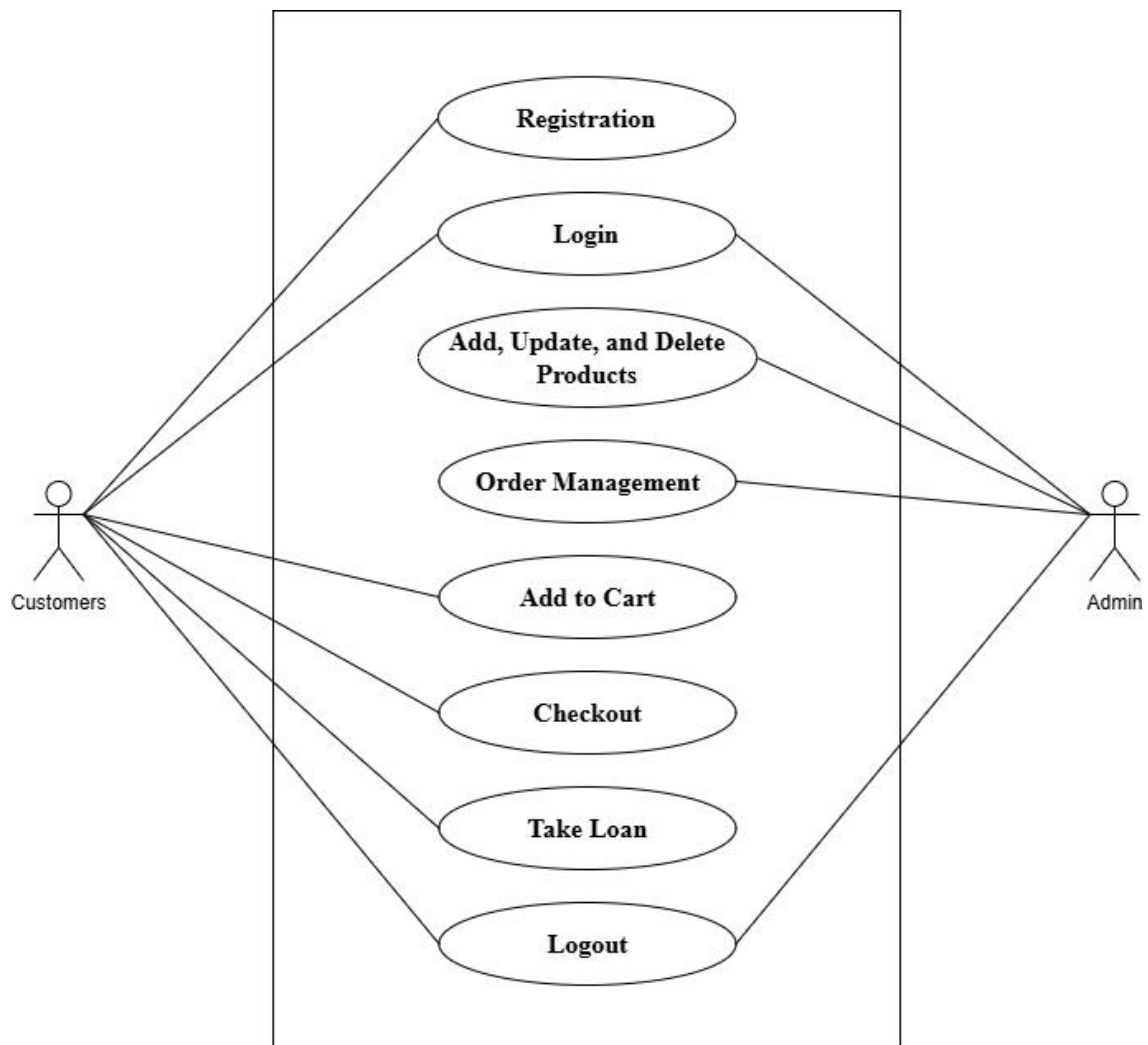 Registration
Login
Add, Update, and Delete
Products
Order Management
Customers
Admin
Add to Cart
Checkout
Take Loan
Logout